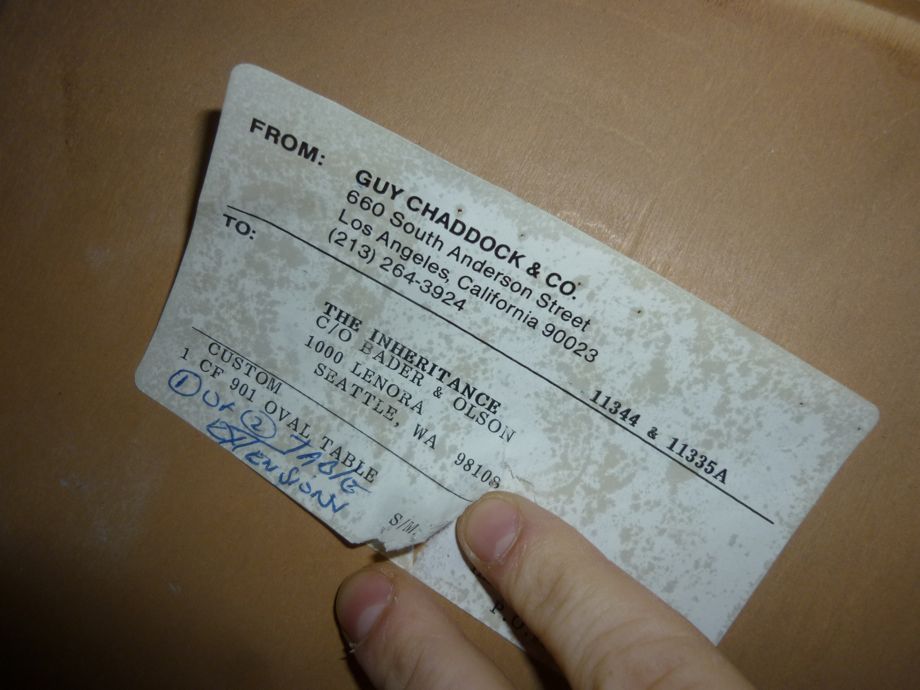 FROM:
GUY CHADDOCK & CO.
660 South Anderson Street
Los Angeles, California 90023
(213) 264-3924
TO:
11344 & 11335A
THE INHERITANCE
C/O BADER & OLSON
1000 LENORA
SEATTLE, WA 98108
CUSTOM
1 CF 901 OVAL TABLE
① OF ② TABLE
EXTENSIONS
S/M
P.O.